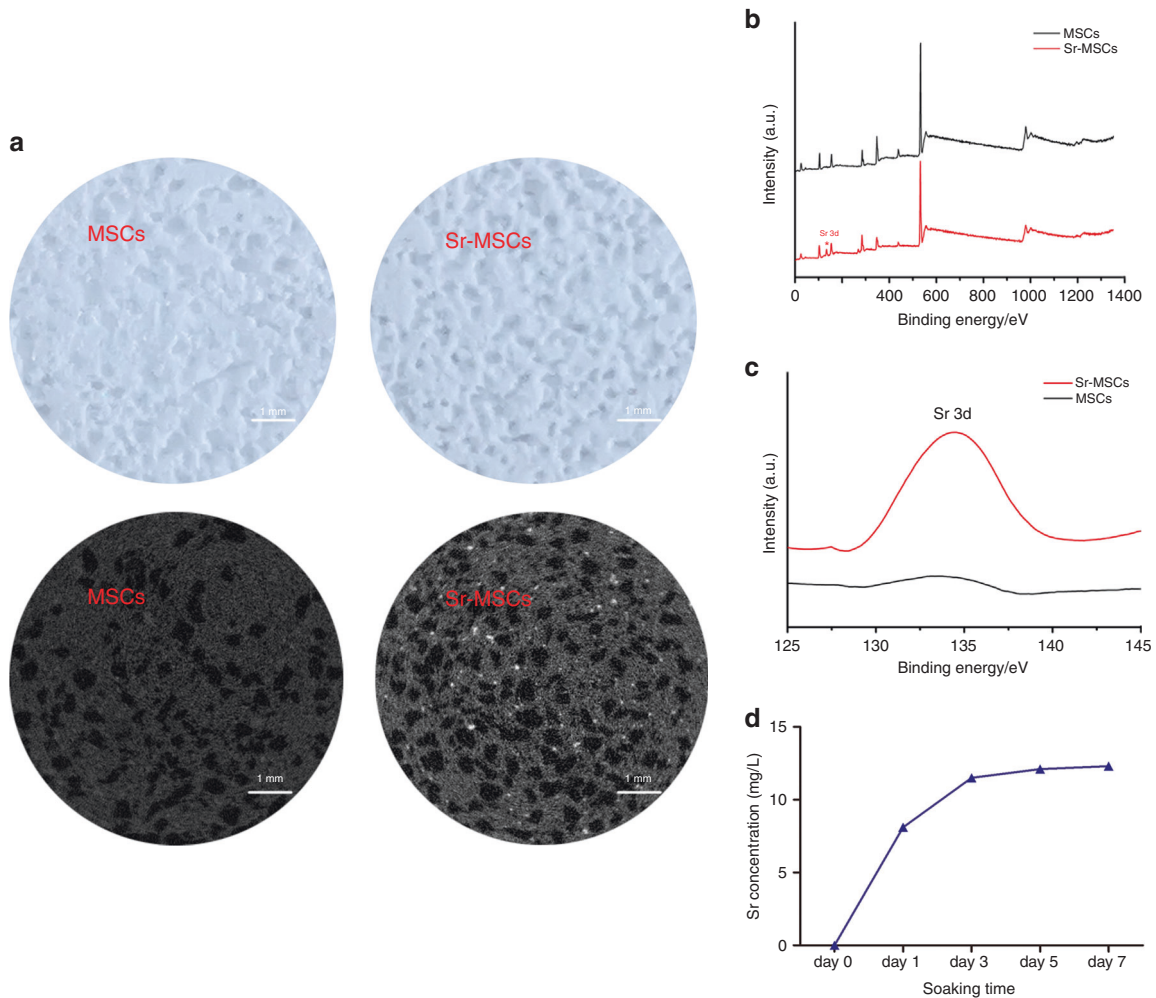 a
MSCs
1 mm
Sr-MSCs
1 mm
MSCs
1 mm
Sr-MSCs
1 mm
b
MSCs
Sr-MSCs
Intensity (a.u.)
Sr 3d
*
0 200 400 600 800 1000 1200 1400
Binding energy/eV
c
Sr-MSCs
MSCs
Sr 3d
Intensity (a.u.)
125 130 135 140 145
Binding energy/eV
d
15
10
5
0
Sr concentration (mg/L)
day 0 day 1 day 3 day 5 day 7
Soaking time